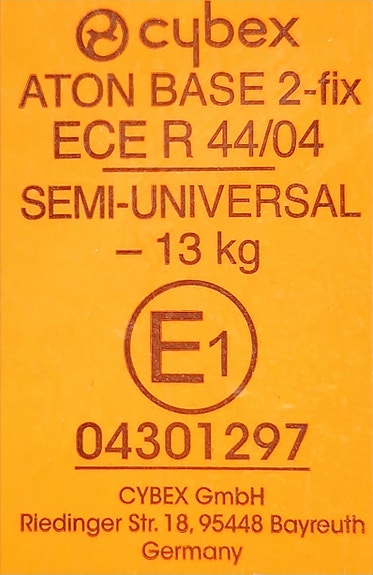 cybex
ATON BASE 2-fix
ECE R 44/04
SEMI-UNIVERSAL
– 13 kg
E1
04301297
CYBEX GmbH
Riedinger Str. 18, 95448 Bayreuth
Germany